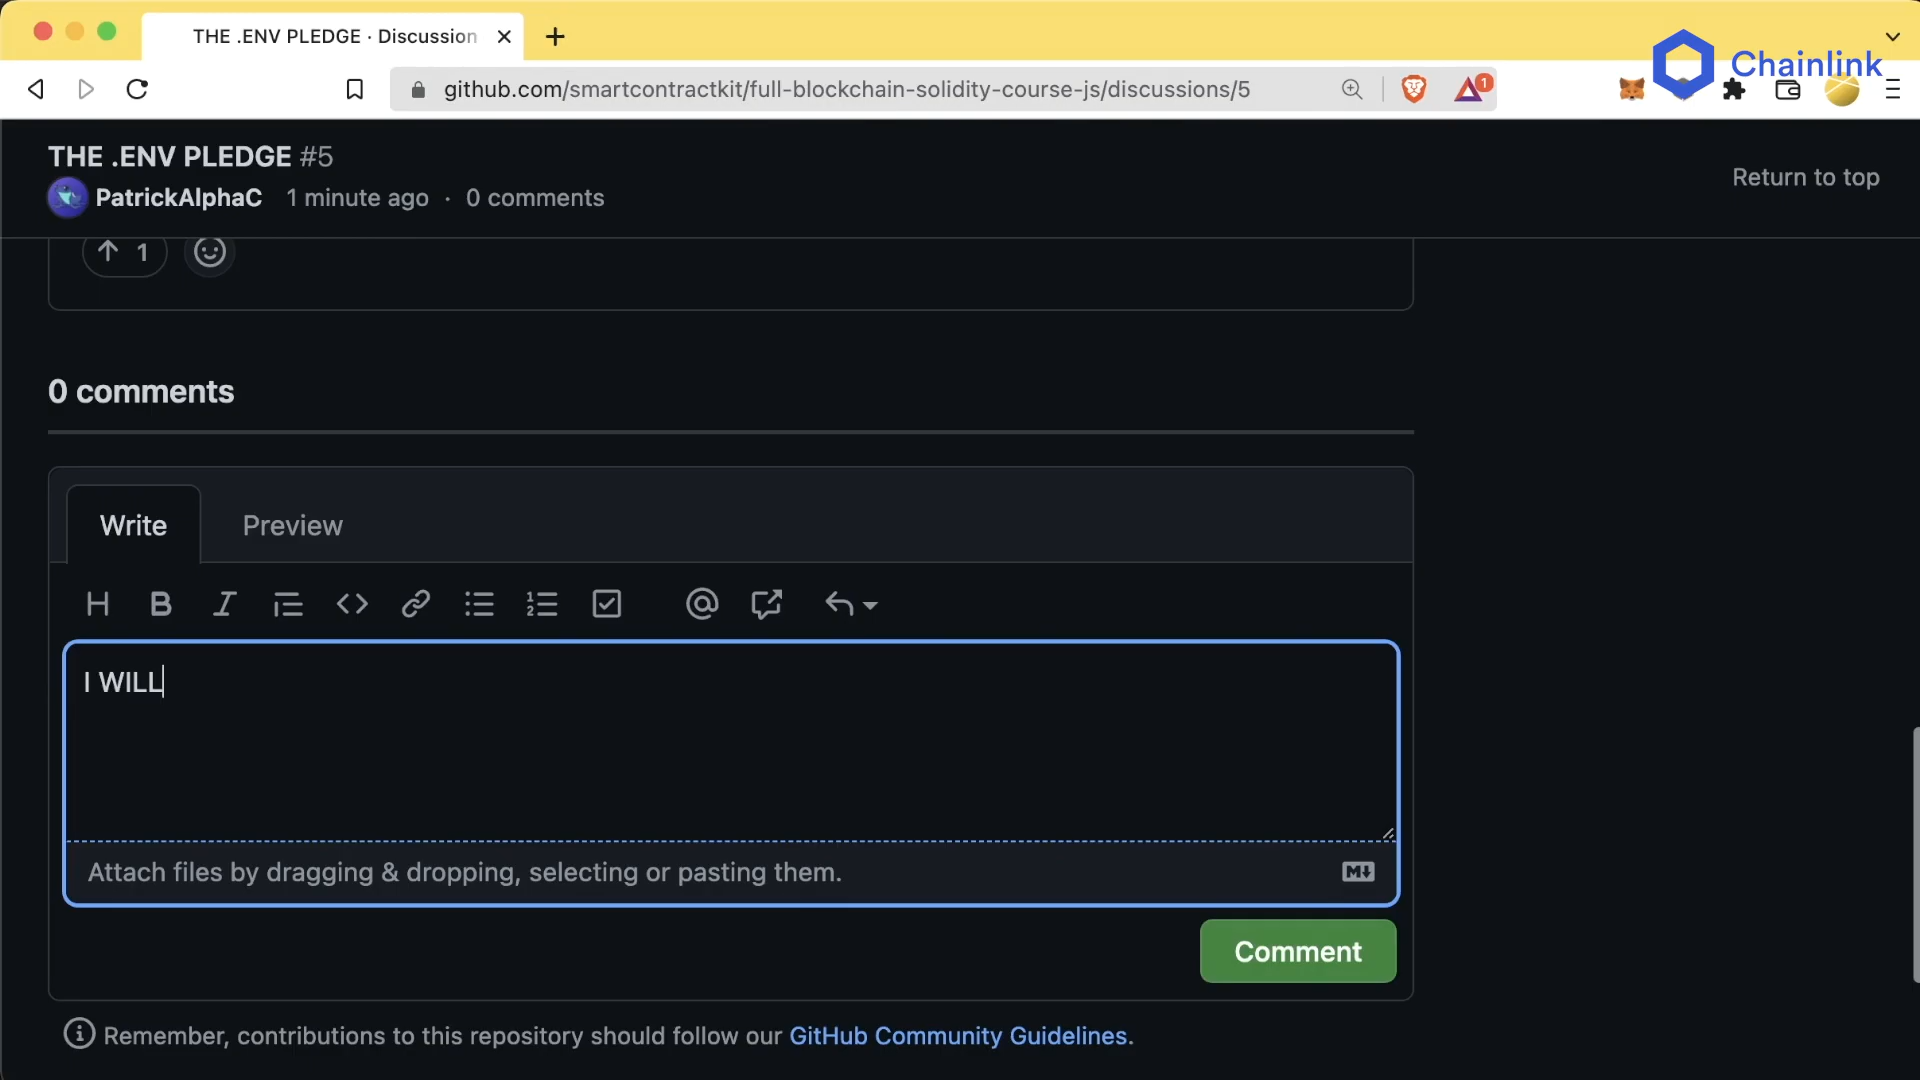 THE .ENV PLEDGE · Discussion
Chainlink
github.com/smartcontractkit/full-blockchain-solidity-course-js/discussions/5
1
THE .ENV PLEDGE #5
PatrickAlphaC 1 minute ago · 0 comments
Return to top
1
0 comments
Write Preview
I WILL
Attach files by dragging & dropping, selecting or pasting them.
Comment
Remember, contributions to this repository should follow our GitHub Community Guidelines.